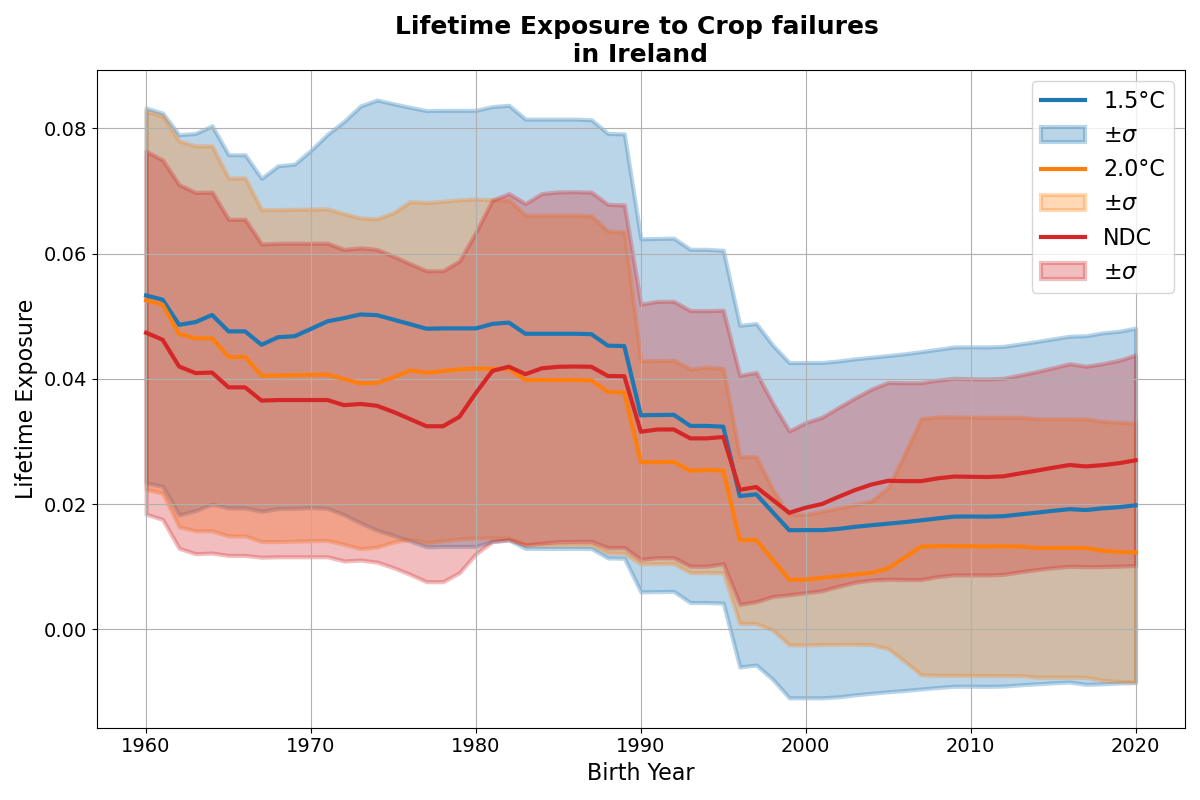 Lifetime Exposure to Crop failures
in Ireland
1.5°C
±σ
2.0°C
±σ
NDC
±σ
Lifetime Exposure
0.08
0.06
0.04
0.02
0.00
1960 1970 1980 1990 2000 2010 2020
Birth Year